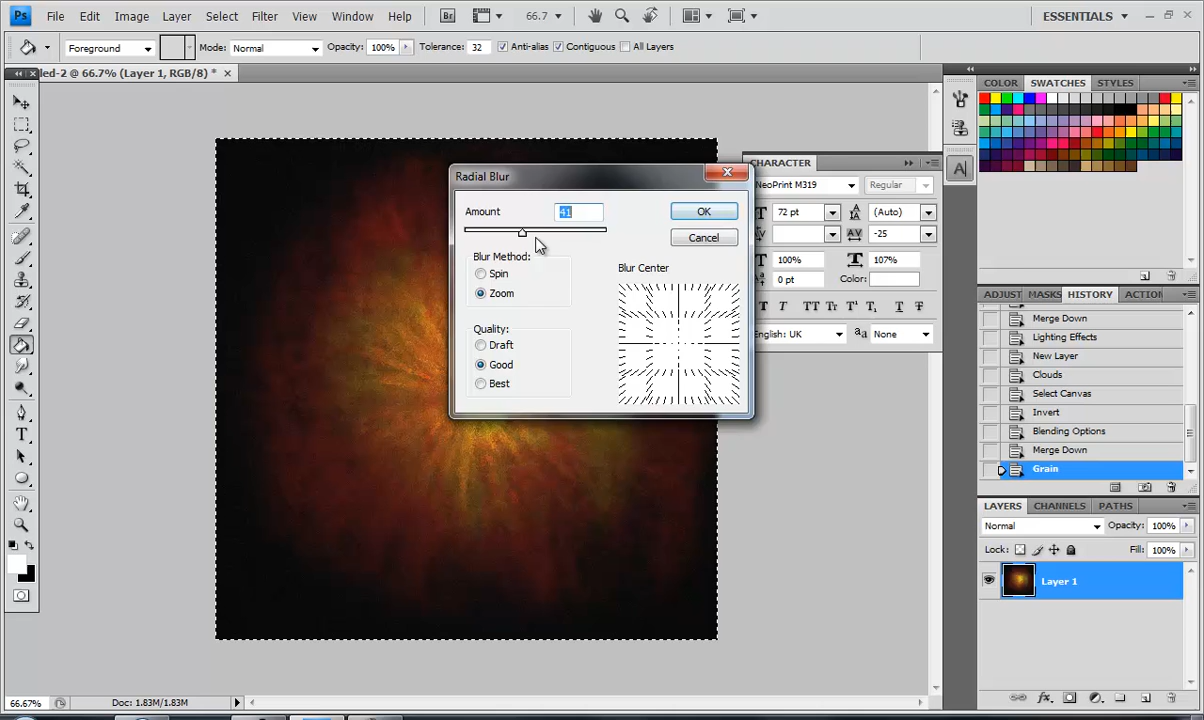 Ps File Edit Image Layer Select Filter View Window Help Br 66.7 ESSENTIALS
Foreground Mode: Normal Opacity: 100% Tolerance: 32 Anti-alias Contiguous All Layers
led-2 @ 66.7% (Layer 1, RGB/8) *
COLOR SWATCHES STYLES
Radial Blur
Amount 41 OK
Cancel
Blur Method:
Spin
Zoom
Blur Center
Quality:
Draft
Good
Best
CHARACTER
NeoPrint M319 Regular
72 pt (Auto)
-25
100% 107%
0 pt Color:
English: UK None
ADJUST MASKS HISTORY ACTION
Merge Down
Lighting Effects
New Layer
Clouds
Select Canvas
Invert
Blending Options
Merge Down
Grain
LAYERS CHANNELS PATHS
Normal Opacity: 100%
Lock: Fill: 100%
Layer 1
66.67% Doc: 1.83M/1.83M